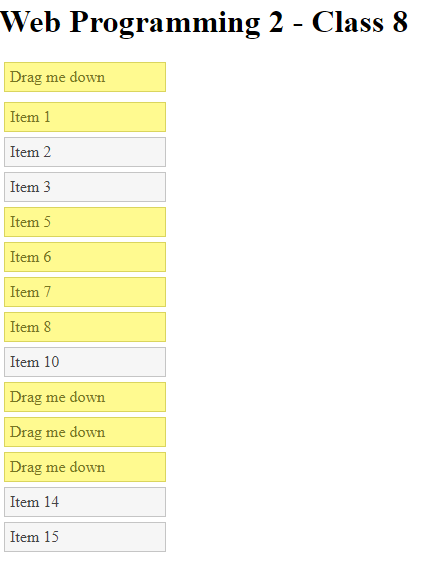 Web Programming 2 - Class 8
Drag me down
Item 1
Item 2
Item 3
Item 5
Item 6
Item 7
Item 8
Item 10
Drag me down
Drag me down
Drag me down
Item 14
Item 15